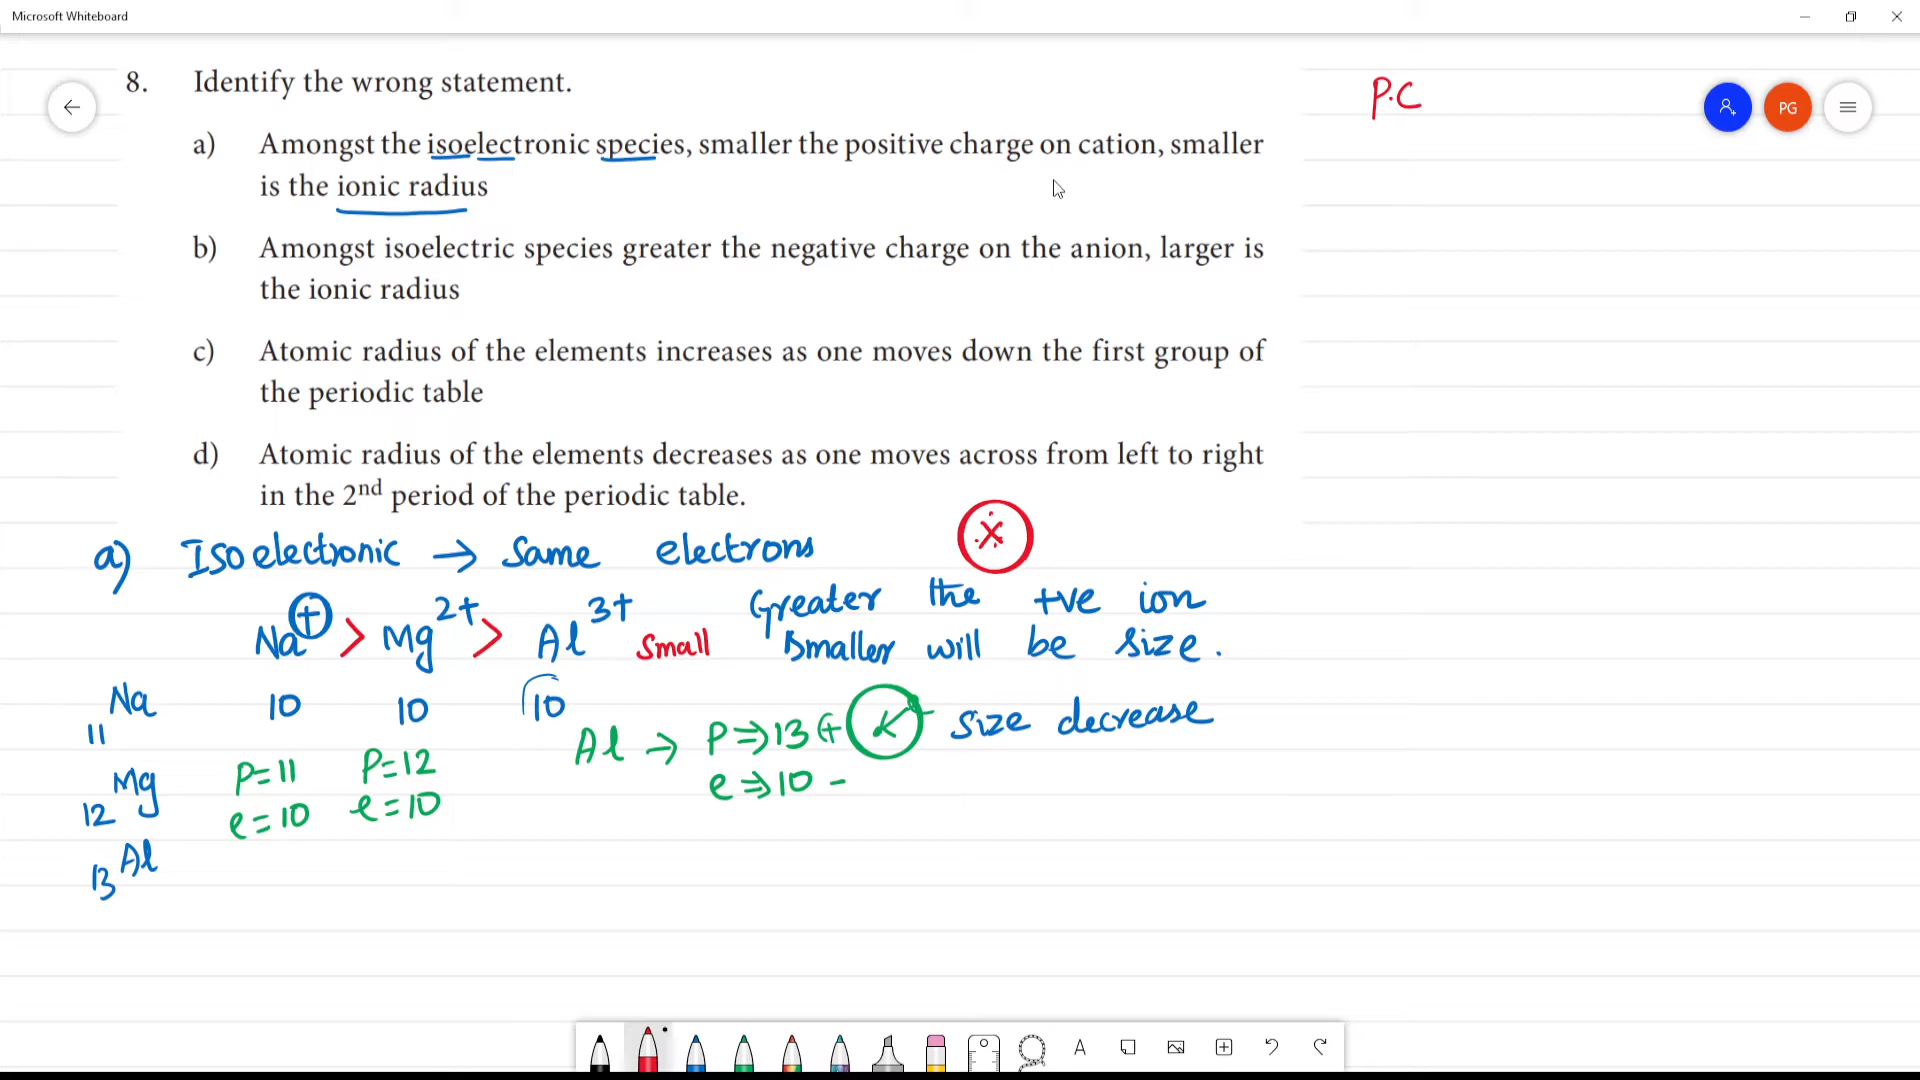 Microsoft Whiteboard
8. Identify the wrong statement.
P.C
PG
a) Amongst the isoelectronic species, smaller the positive charge on cation, smaller
is the ionic radius
b) Amongst isoelectric species greater the negative charge on the anion, larger is
the ionic radius
c) Atomic radius of the elements increases as one moves down the first group of
the periodic table
d) Atomic radius of the elements decreases as one moves across from left to right
in the 2nd period of the periodic table.
a) Isoelectronic → Same electrons
Greater the +ve ion
Na+ > Mg2+ > Al3+ Small
smaller will be size.
11Na 10 10 10
Al → P⇒13 (+
size decrease
e⇒10 -
12Mg P=11 P=12
e=10 e=10
13Al
A